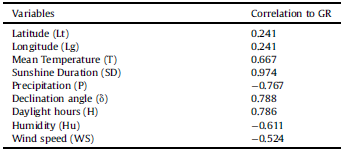 Variables Correlation to GR
Latitude (Lt) 0.241
Longitude (Lg) 0.241
Mean Temperature (T) 0.667
Sunshine Duration (SD) 0.974
Precipitation (P) −0.767
Declination angle (δ) 0.788
Daylight hours (H) 0.786
Humidity (Hu) −0.611
Wind speed (WS) −0.524